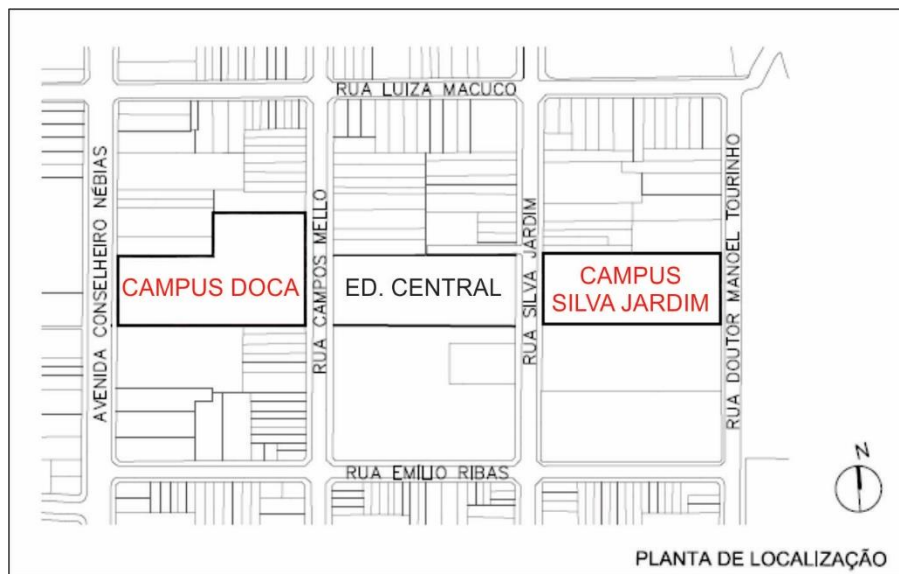 RUA LUIZA MACUCO
AVENIDA CONSELHEIRO NÉBIAS
CAMPUS DOCA
RUA CAMPOS MELLO
ED. CENTRAL
RUA SILVA JARDIM
CAMPUS
SILVA JARDIM
RUA DOUTOR MANOEL TOURINHO
RUA EMÍLIO RIBAS
N
PLANTA DE LOCALIZAÇÃO